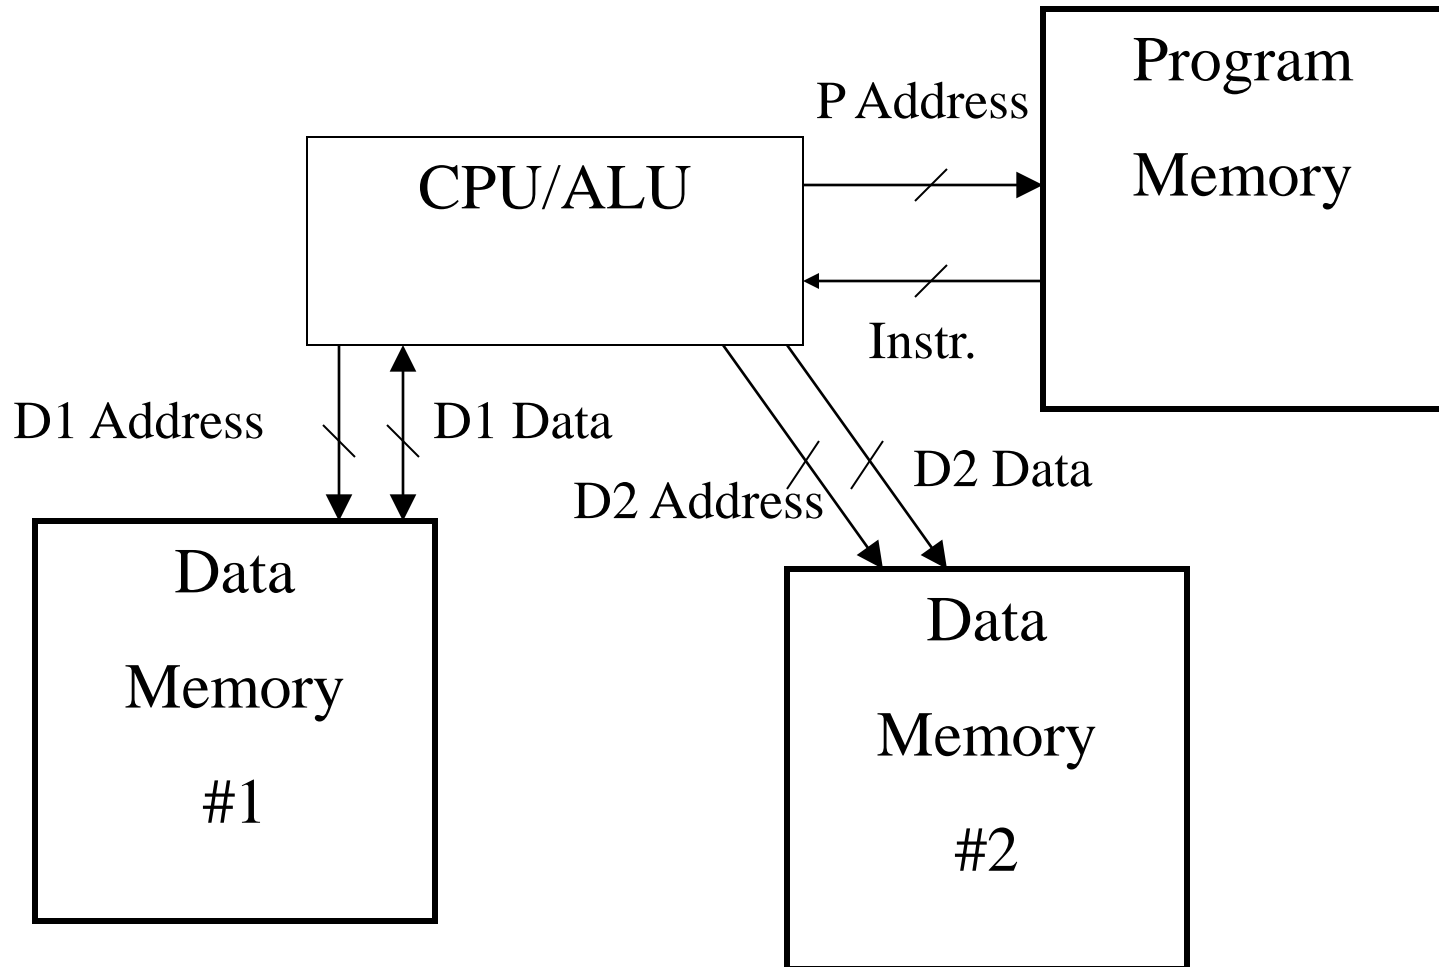 Program
Memory
P Address
CPU/ALU
Instr.
D1 Address
D1 Data
D2 Address
D2 Data
Data
Memory
#1
Data
Memory
#2